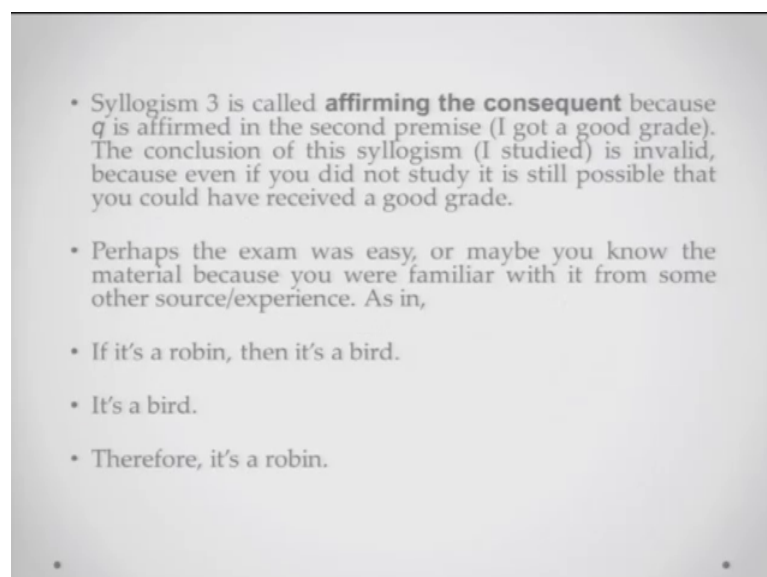 • Syllogism 3 is called affirming the consequent because
q is affirmed in the second premise (I got a good grade).
The conclusion of this syllogism (I studied) is invalid,
because even if you did not study it is still possible that
you could have received a good grade.
• Perhaps the exam was easy, or maybe you know the
material because you were familiar with it from some
other source/experience. As in,
• If it's a robin, then it's a bird.
• It's a bird.
• Therefore, it's a robin.